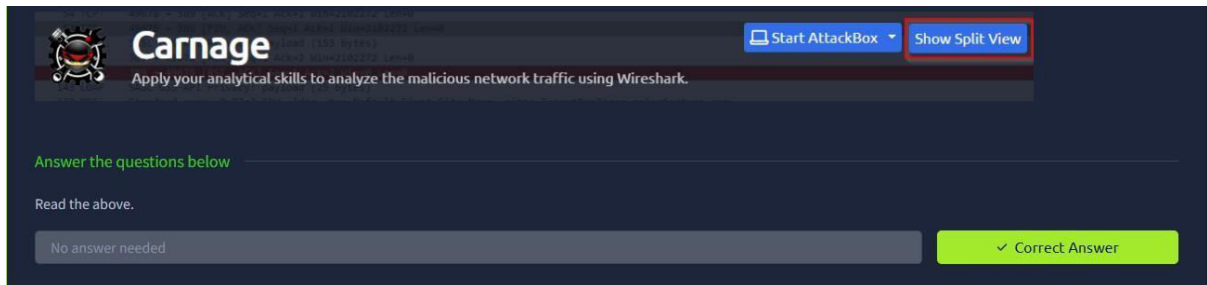 Carnage
Start AttackBox
Show Split View
Apply your analytical skills to analyze the malicious network traffic using Wireshark.
Answer the questions below
Read the above.
No answer needed
Correct Answer